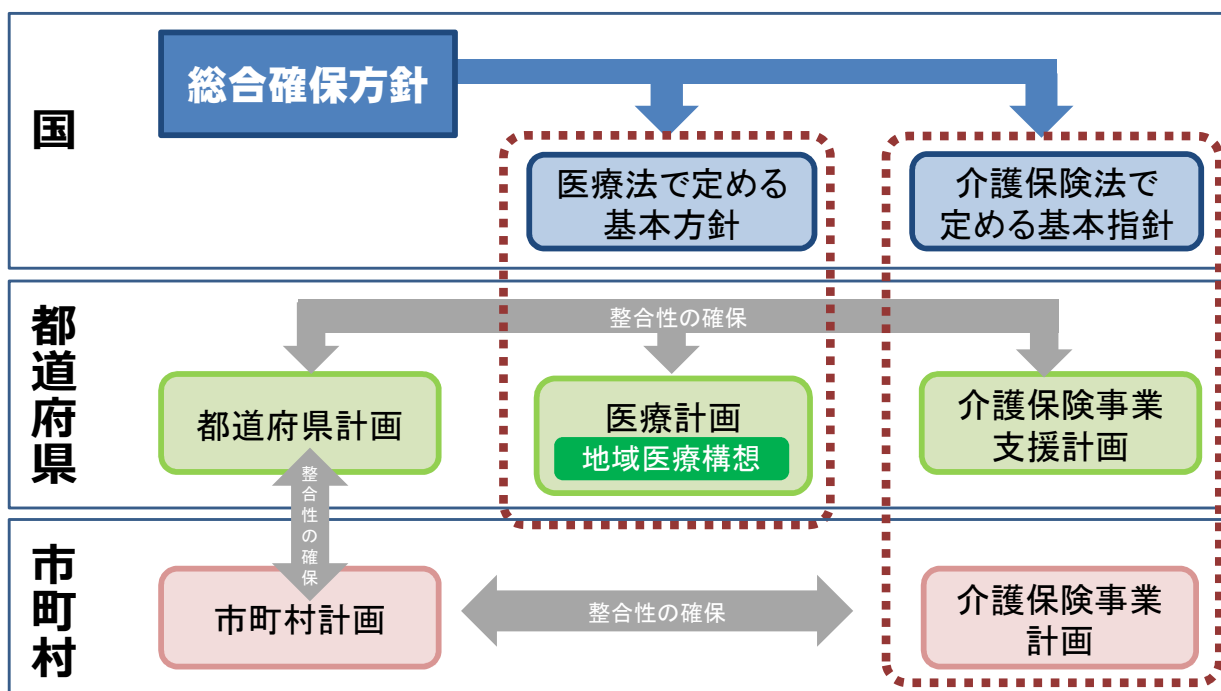 国
総合確保方針
医療法で定める
基本方針
介護保険法で
定める基本指針
都道府県
整合性の確保
都道府県計画
医療計画
地域医療構想
介護保険事業
支援計画
整合性の確保
市町村
市町村計画
整合性の確保
介護保険事業
計画